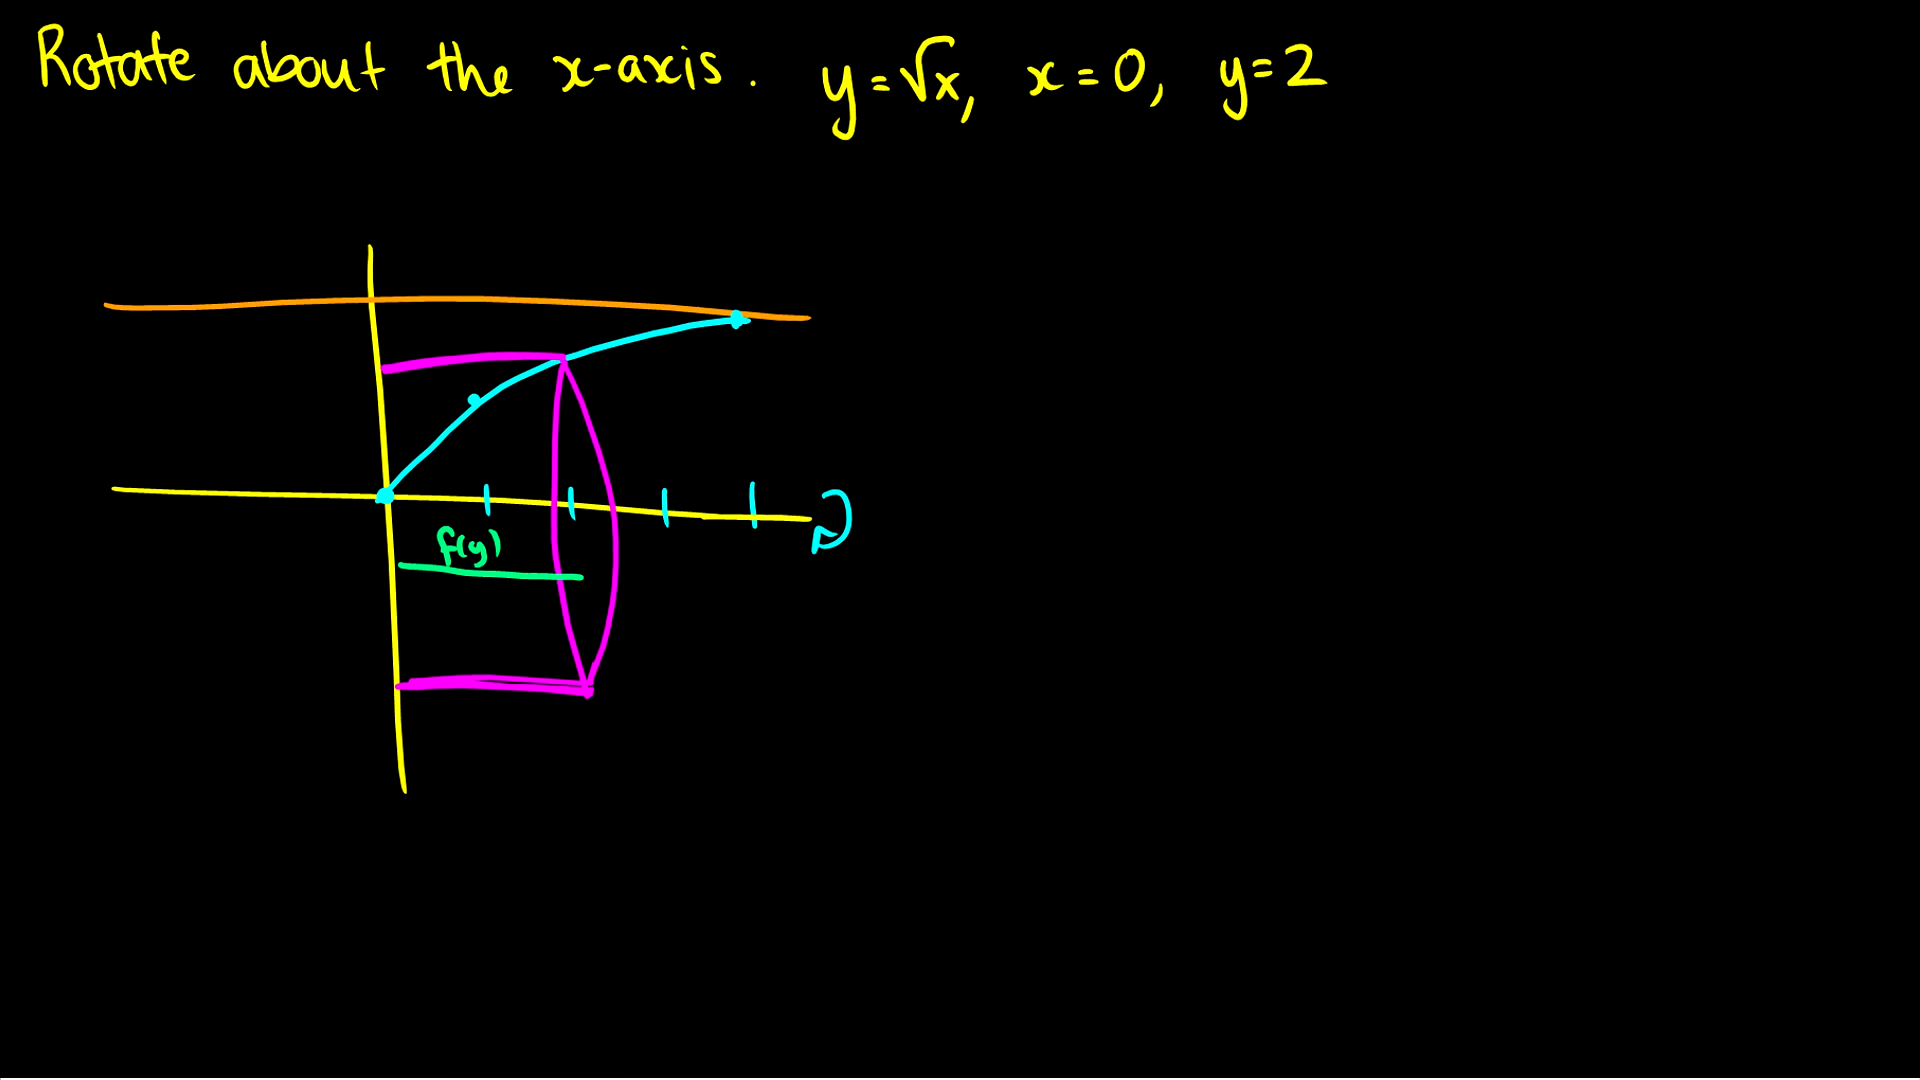 Rotate about the x-axis. y=√x, x=0, y=2
f(y)